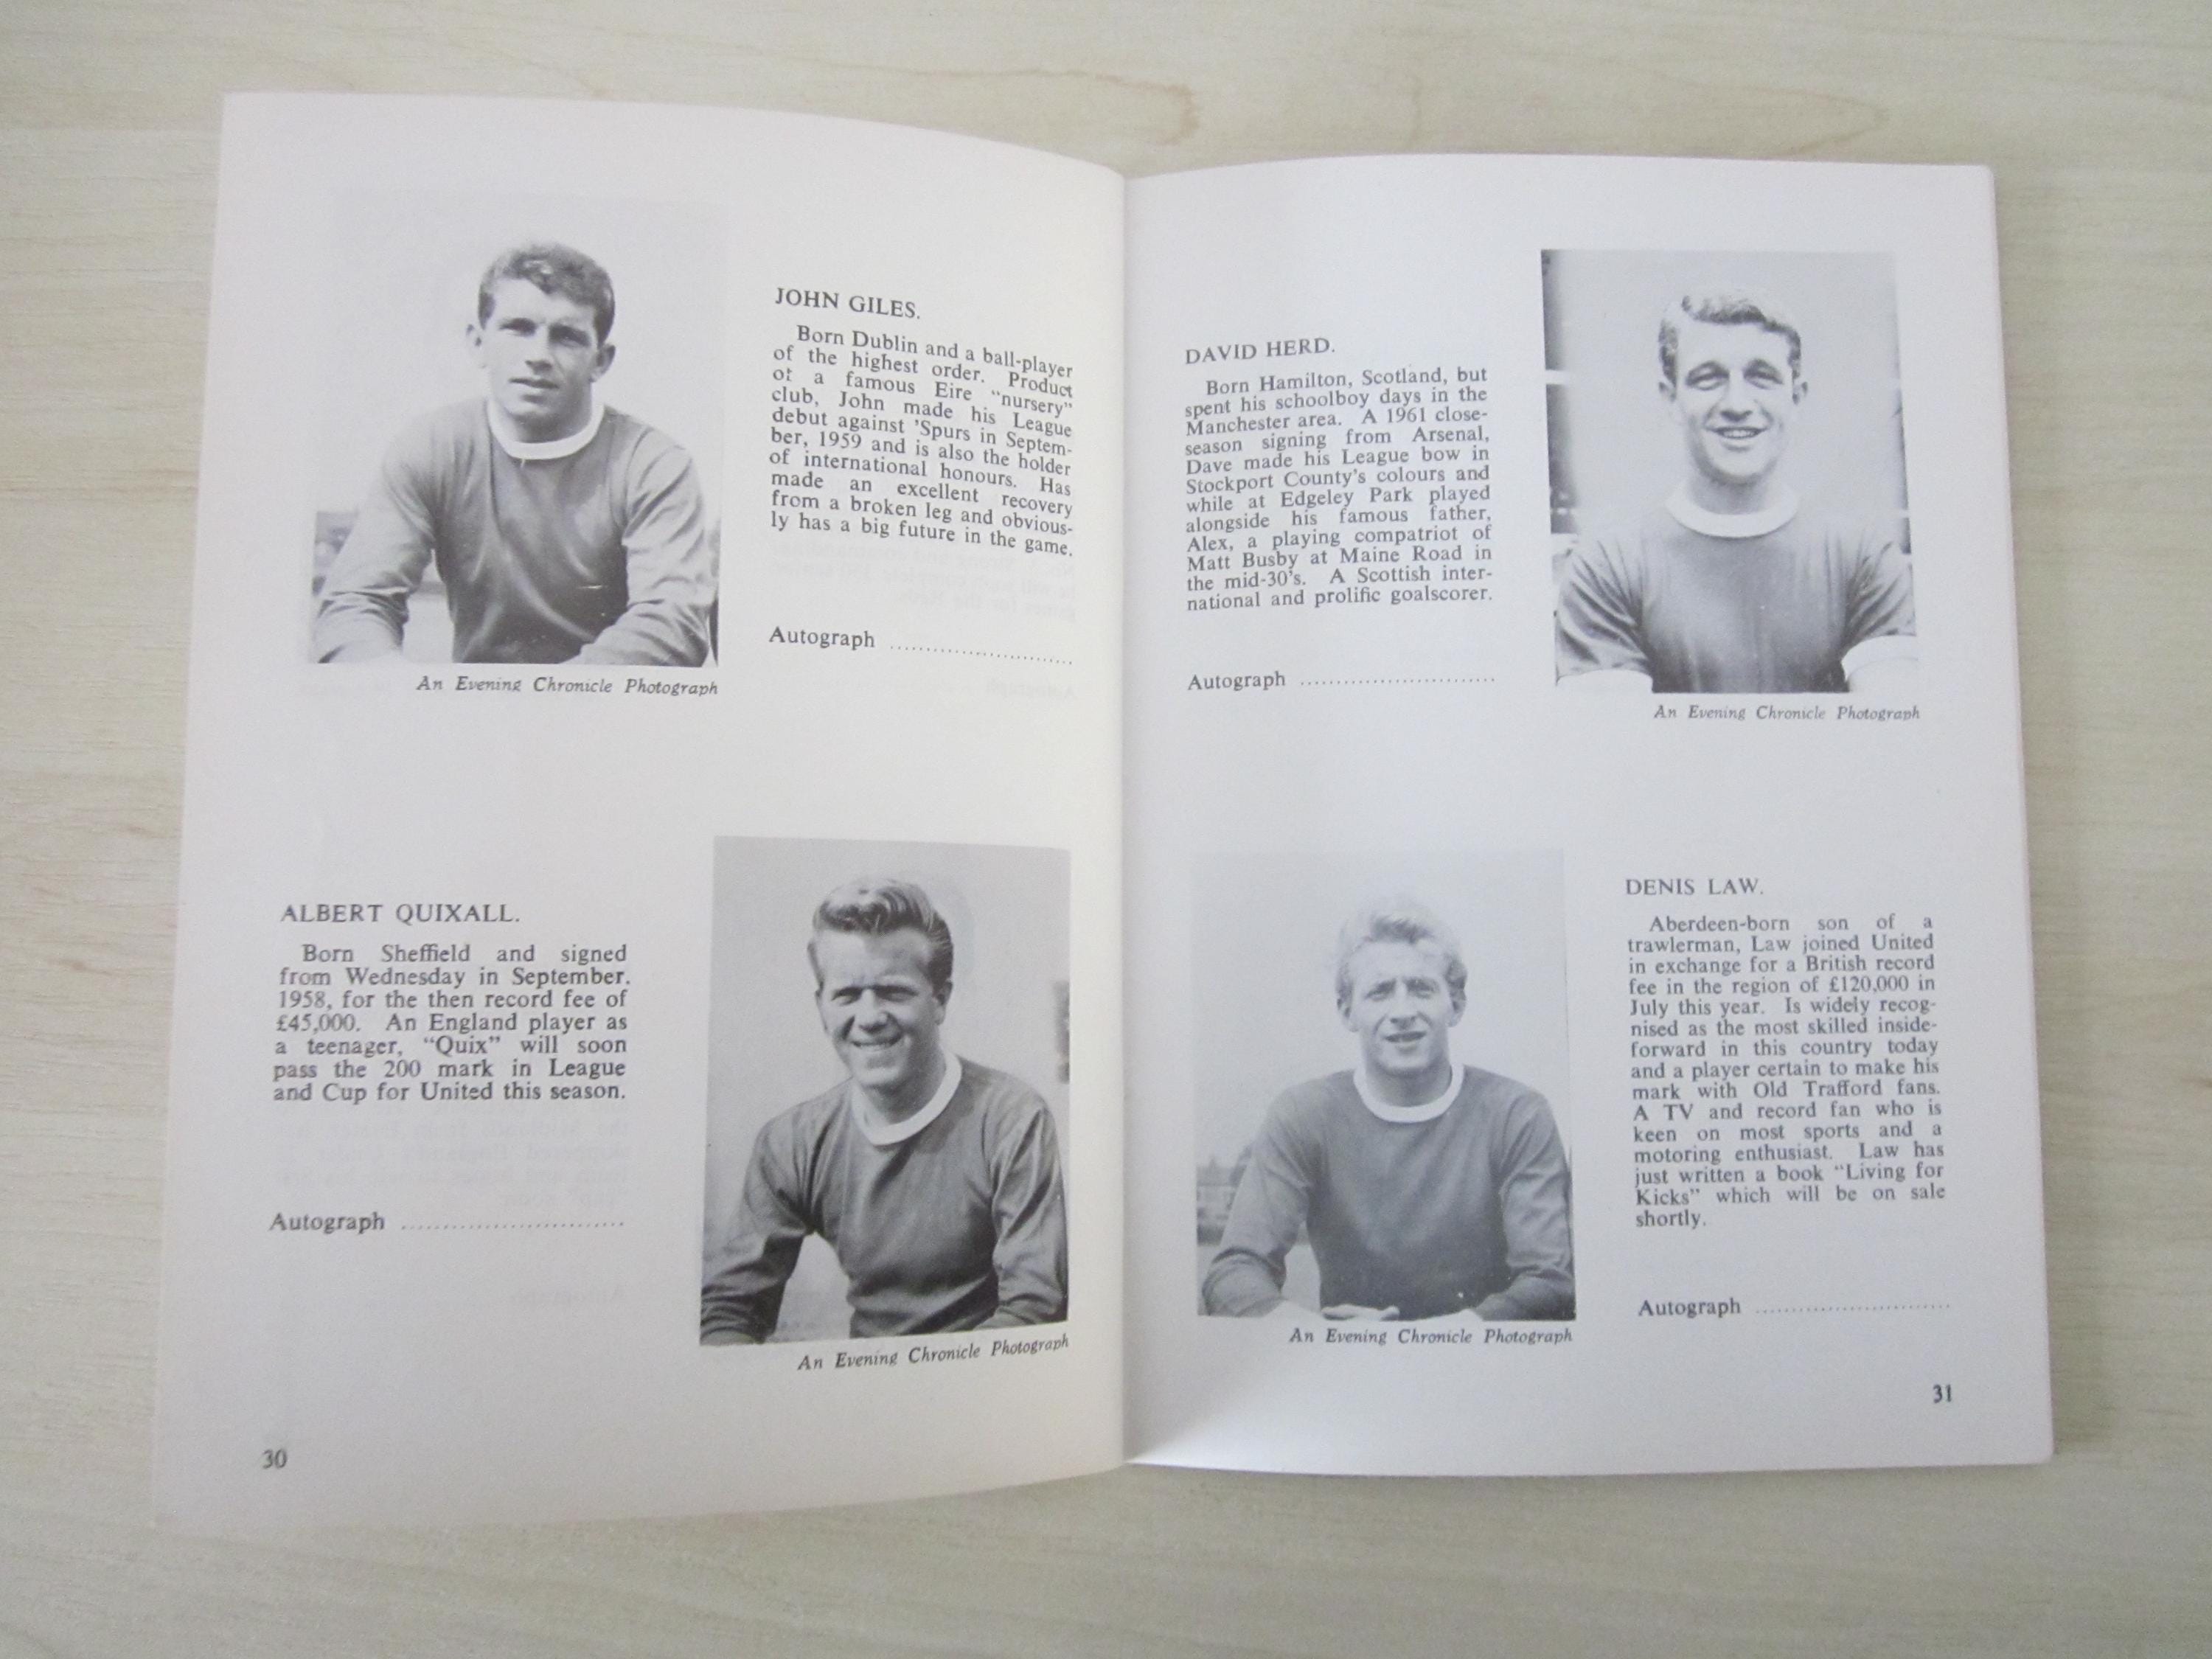 JOHN GILES.
Born Dublin and a ball-player
of the highest order. Product
of a famous Eire "nursery"
club, John made his League
debut against 'Spurs in Septem-
ber, 1959 and is also the holder
of international honours. Has
made an excellent recovery
from a broken leg and obvious-
ly has a big future in the game.
Autograph ..............................
An Evening Chronicle Photograph
ALBERT QUIXALL.
Born Sheffield and signed
from Wednesday in September.
1958, for the then record fee of
£45,000. An England player as
a teenager, "Quix" will soon
pass the 200 mark in League
and Cup for United this season.
Autograph ..............................
An Evening Chronicle Photograph
30
DAVID HERD.
Born Hamilton, Scotland, but
spent his schoolboy days in the
Manchester area. A 1961 close-
season signing from Arsenal,
Dave made his League bow in
Stockport County's colours and
while at Edgeley Park played
alongside his famous father,
Alex, a playing compatriot of
Matt Busby at Maine Road in
the mid-30's. A Scottish inter-
national and prolific goalscorer.
Autograph ..............................
An Evening Chronicle Photograph
DENIS LAW.
Aberdeen-born son of a
trawlerman, Law joined United
in exchange for a British record
fee in the region of £120,000 in
July this year. Is widely recog-
nised as the most skilled inside-
forward in this country today
and a player certain to make his
mark with Old Trafford fans.
A TV and record fan who is
keen on most sports and a
motoring enthusiast. Law has
just written a book "Living for
Kicks" which will be on sale
shortly.
Autograph ..............................
An Evening Chronicle Photograph
31